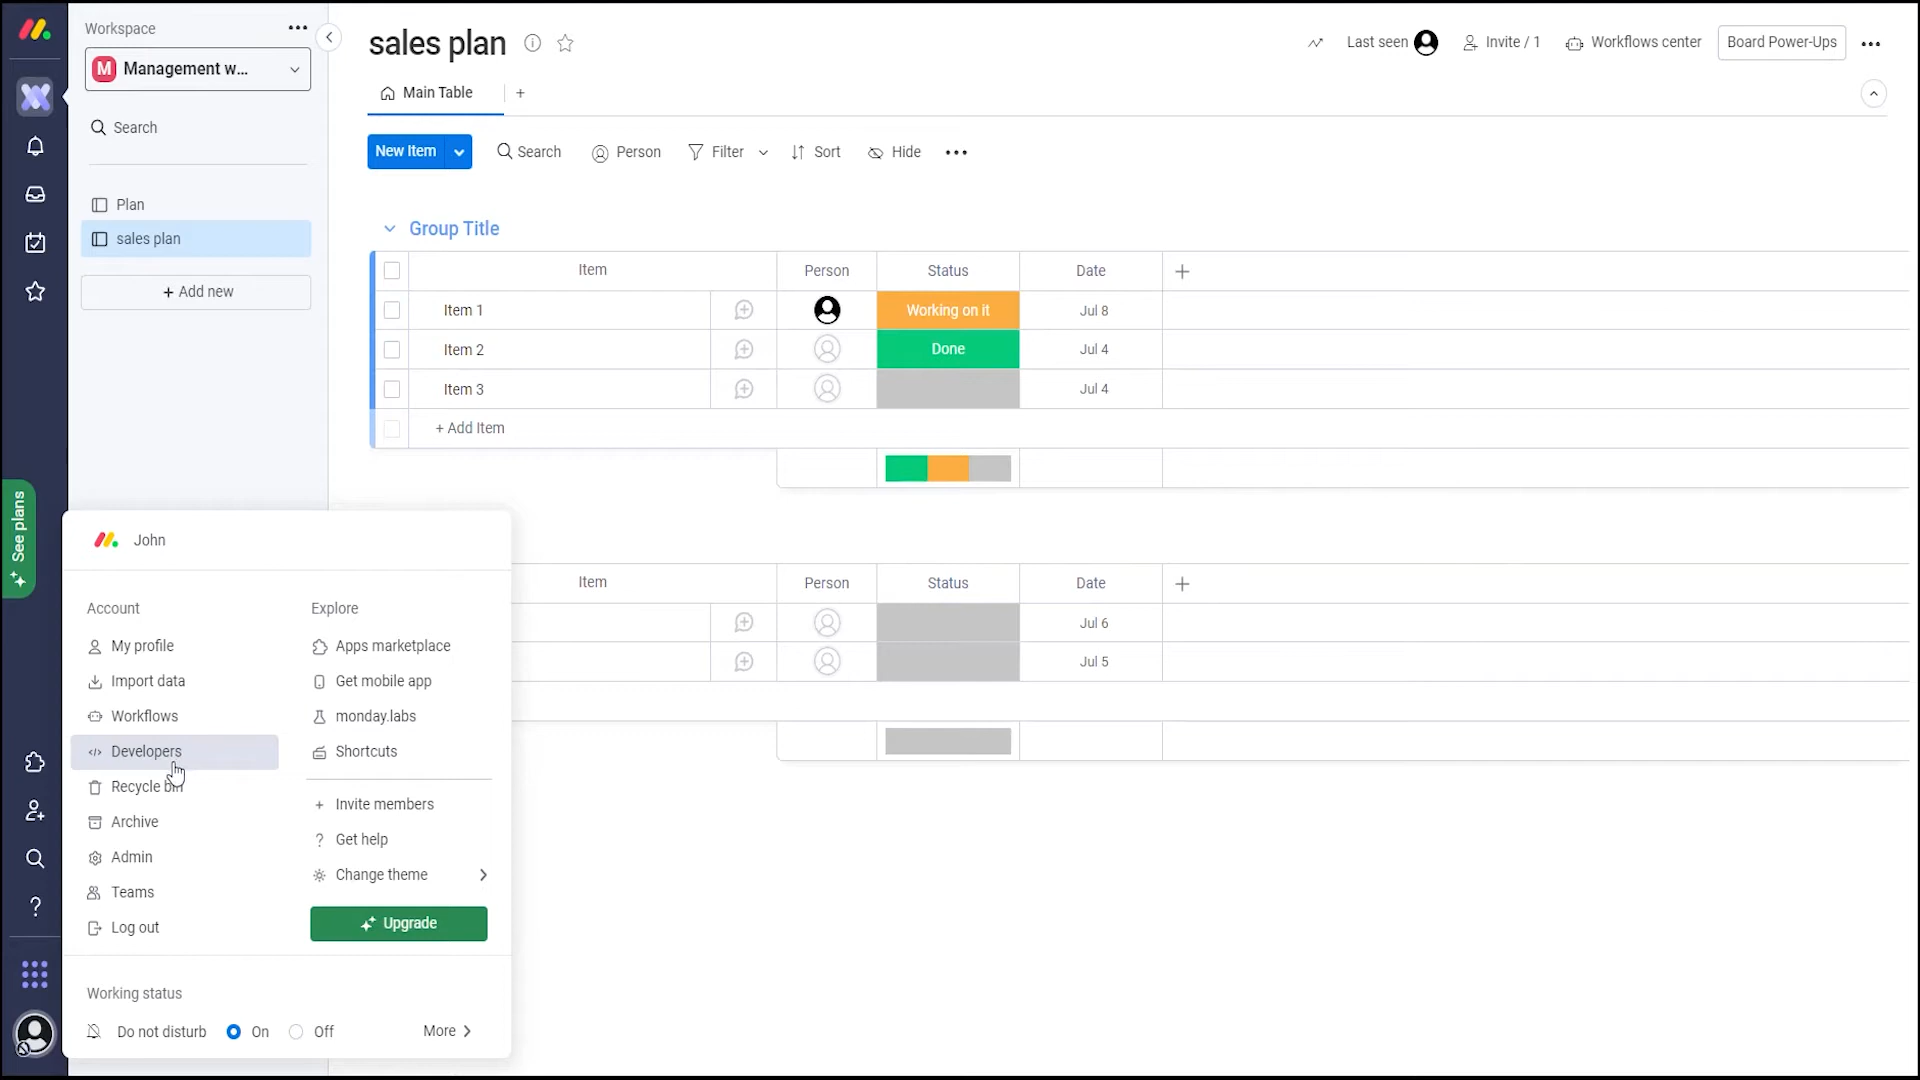 Workspace
M Management w...
Search
Plan
sales plan
+ Add new
See plans
sales plan
Last seen
Invite / 1
Workflows center
Board Power-Ups
Main Table
New Item
Search
Person
Filter
Sort
Hide
Group Title
Item Person Status Date
Item 1 Working on it Jul 8
Item 2 Done Jul 4
Item 3 Jul 4
+ Add Item
Item Person Status Date
Jul 6
Jul 5
John
Account
My profile
Import data
Workflows
Developers
Recycle bin
Archive
Admin
Teams
Log out
Explore
Apps marketplace
Get mobile app
monday.labs
Shortcuts
+ Invite members
? Get help
Change theme
Upgrade
Working status
Do not disturb On Off More